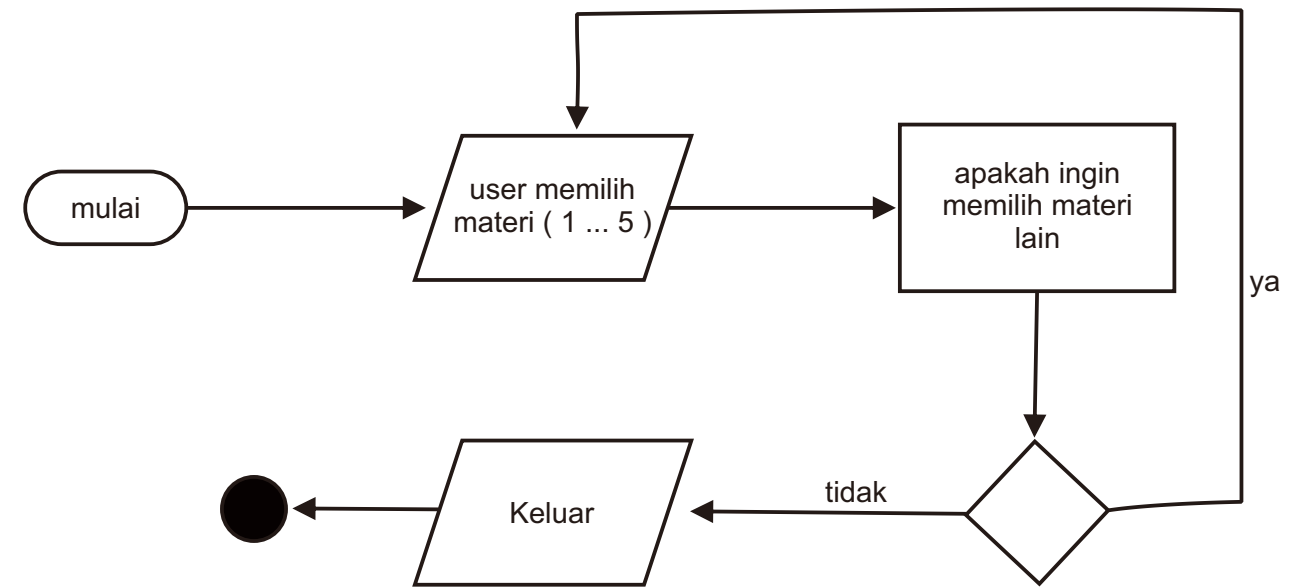 mulai
user memilih
materi ( 1 ... 5 )
apakah ingin
memilih materi
lain
ya
tidak
Keluar